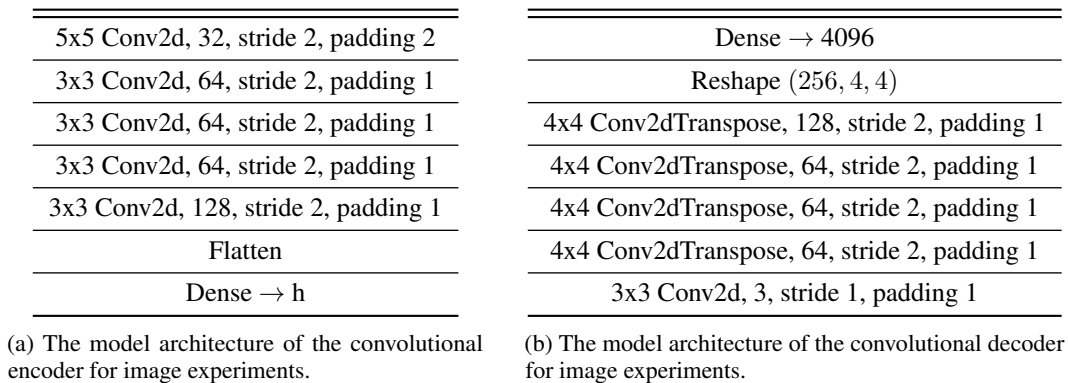 5x5 Conv2d, 32, stride 2, padding 2
3x3 Conv2d, 64, stride 2, padding 1
3x3 Conv2d, 64, stride 2, padding 1
3x3 Conv2d, 64, stride 2, padding 1
3x3 Conv2d, 128, stride 2, padding 1
Flatten
Dense → h
(a) The model architecture of the convolutional
encoder for image experiments.
Dense → 4096
Reshape (256, 4, 4)
4x4 Conv2dTranspose, 128, stride 2, padding 1
4x4 Conv2dTranspose, 64, stride 2, padding 1
4x4 Conv2dTranspose, 64, stride 2, padding 1
4x4 Conv2dTranspose, 64, stride 2, padding 1
3x3 Conv2d, 3, stride 1, padding 1
(b) The model architecture of the convolutional decoder
for image experiments.